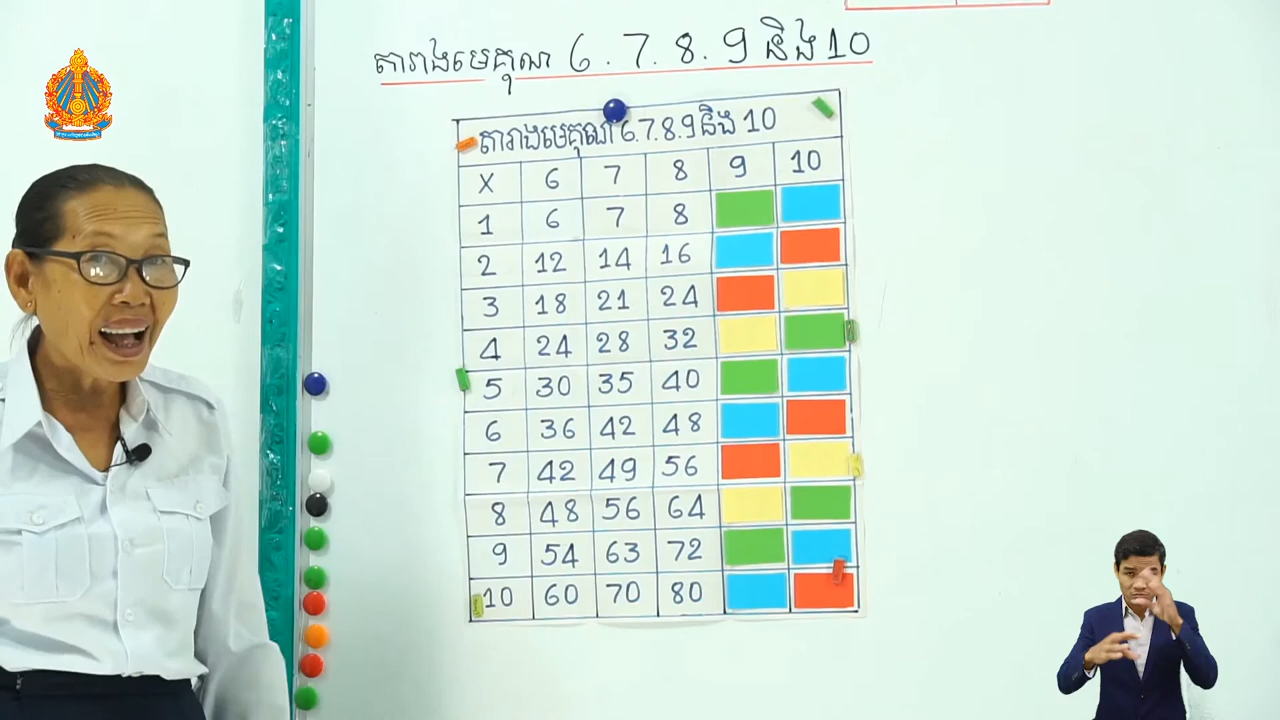 តារាងមេគុណ 6 . 7. 8. 9 និង 10
តារាងមេគុណ 6.7.8.9 និង 10
X 6 7 8 9 10
1 6 7 8
2 12 14 16
3 18 21 24
4 24 28 32
5 30 35 40
6 36 42 48
7 42 49 56
8 48 56 64
9 54 63 72
10 60 70 80